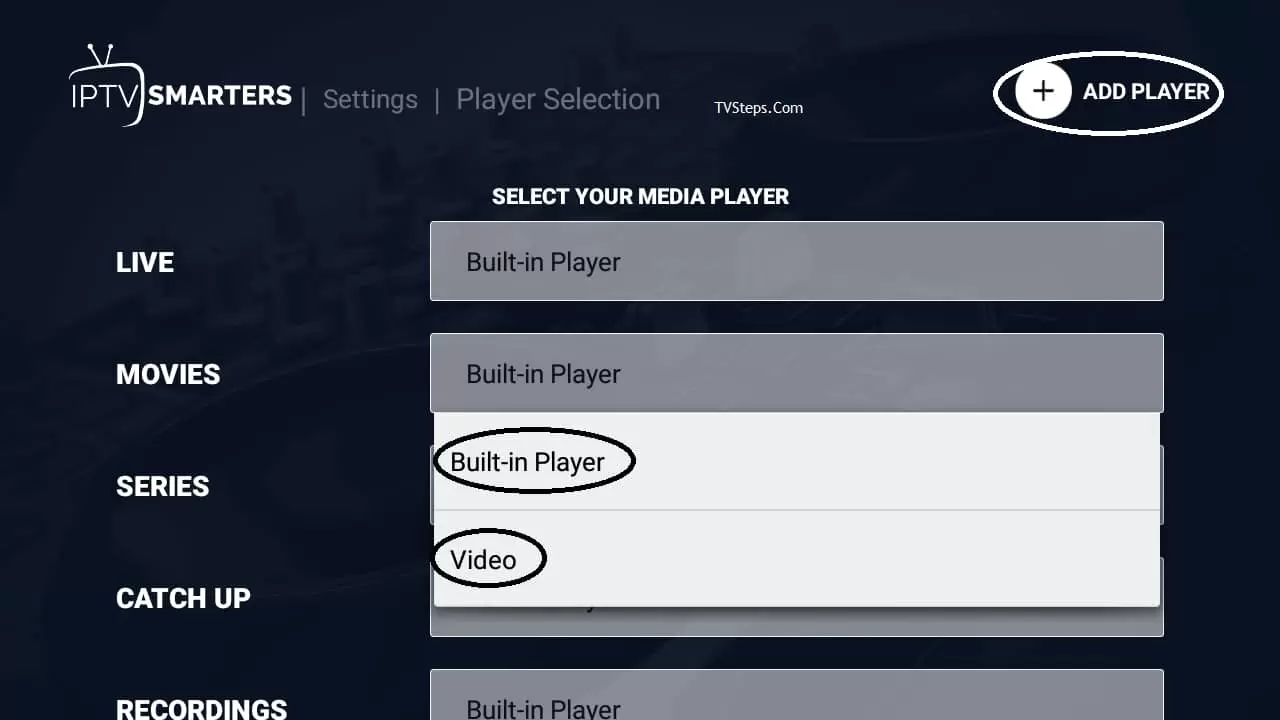 IPTV SMARTERS | Settings | Player Selection TVSteps.Com + ADD PLAYER
SELECT YOUR MEDIA PLAYER
LIVE Built-in Player
MOVIES Built-in Player
Built-in Player
SERIES
Video
CATCH UP
RECORDINGS Built-in Player